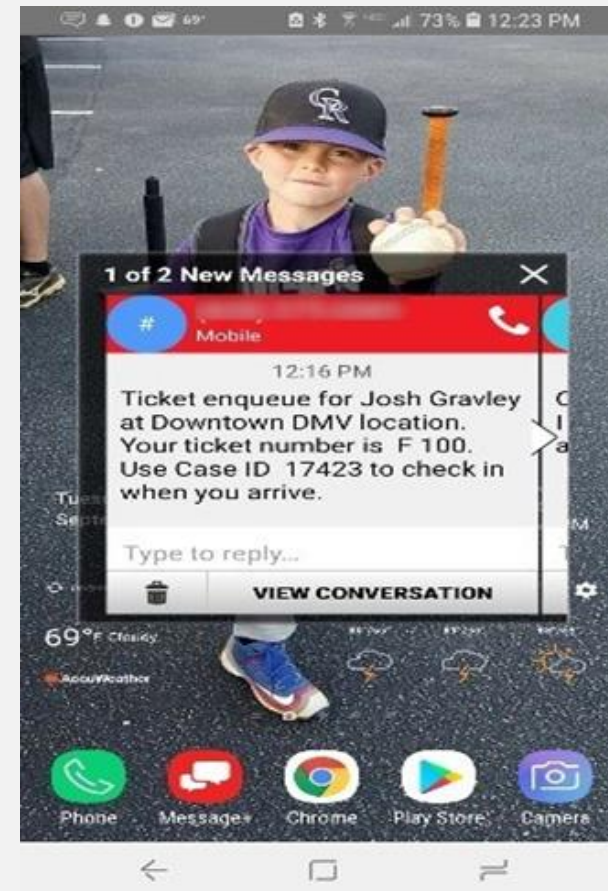 69°
73% 12:23 PM
CR
1 of 2 New Messages
#
Mobile
12:16 PM
Ticket enqueue for Josh Gravley
at Downtown DMV location.
Your ticket number is F 100.
Use Case ID 17423 to check in
when you arrive.
Type to reply...
VIEW CONVERSATION
69°F Cloudy
AccuWeather
Phone Message+ Chrome Play Store Camera